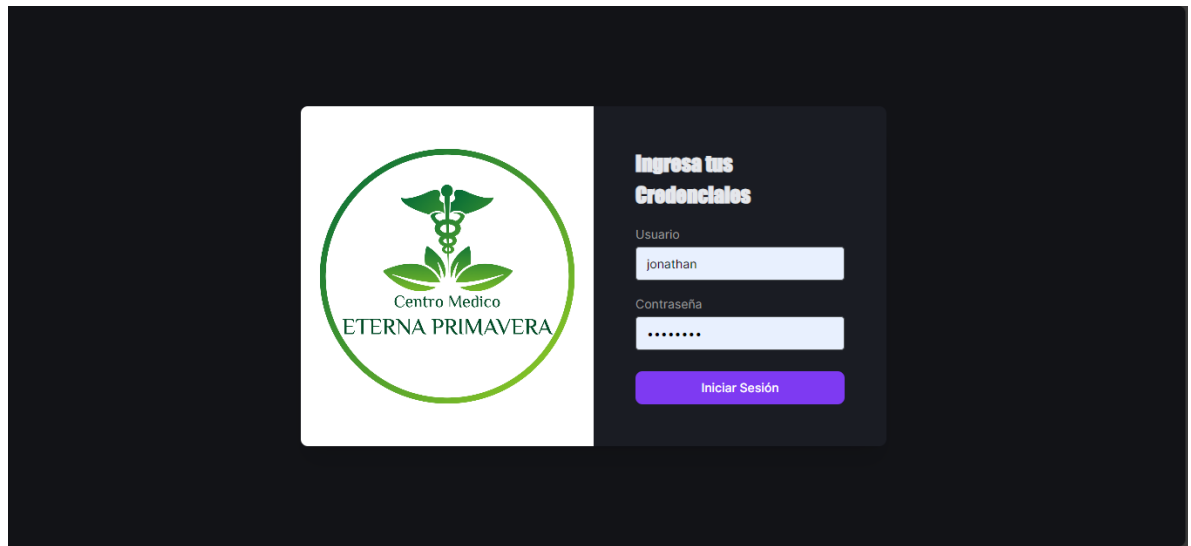 Centro Medico
ETERNA PRIMAVERA
Ingresa tus
Credenciales
Usuario
jonathan
Contraseña
••••••••
Iniciar Sesión